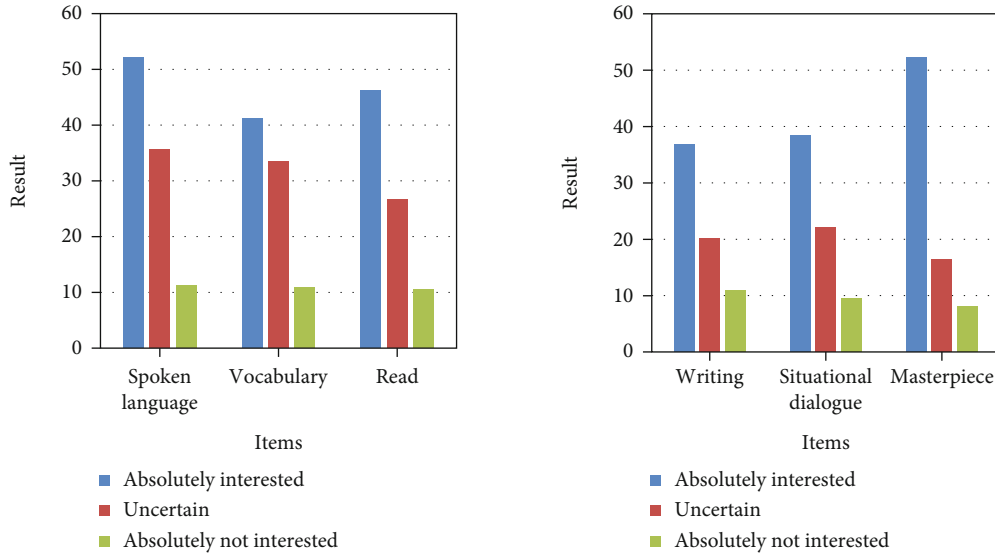 60
50
40
30
20
10
0
Result
Spoken language
Vocabulary
Read
Items
Absolutely interested
Uncertain
Absolutely not interested
60
50
40
30
20
10
0
Result
Writing
Situational dialogue
Masterpiece
Items
Absolutely interested
Uncertain
Absolutely not interested